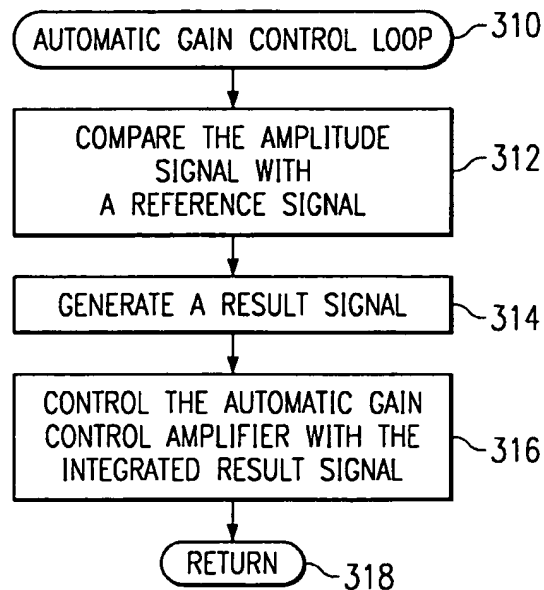 AUTOMATIC GAIN CONTROL LOOP
310
COMPARE THE AMPLITUDE
SIGNAL WITH
A REFERENCE SIGNAL
312
GENERATE A RESULT SIGNAL
314
CONTROL THE AUTOMATIC GAIN
CONTROL AMPLIFIER WITH THE
INTEGRATED RESULT SIGNAL
316
RETURN
318